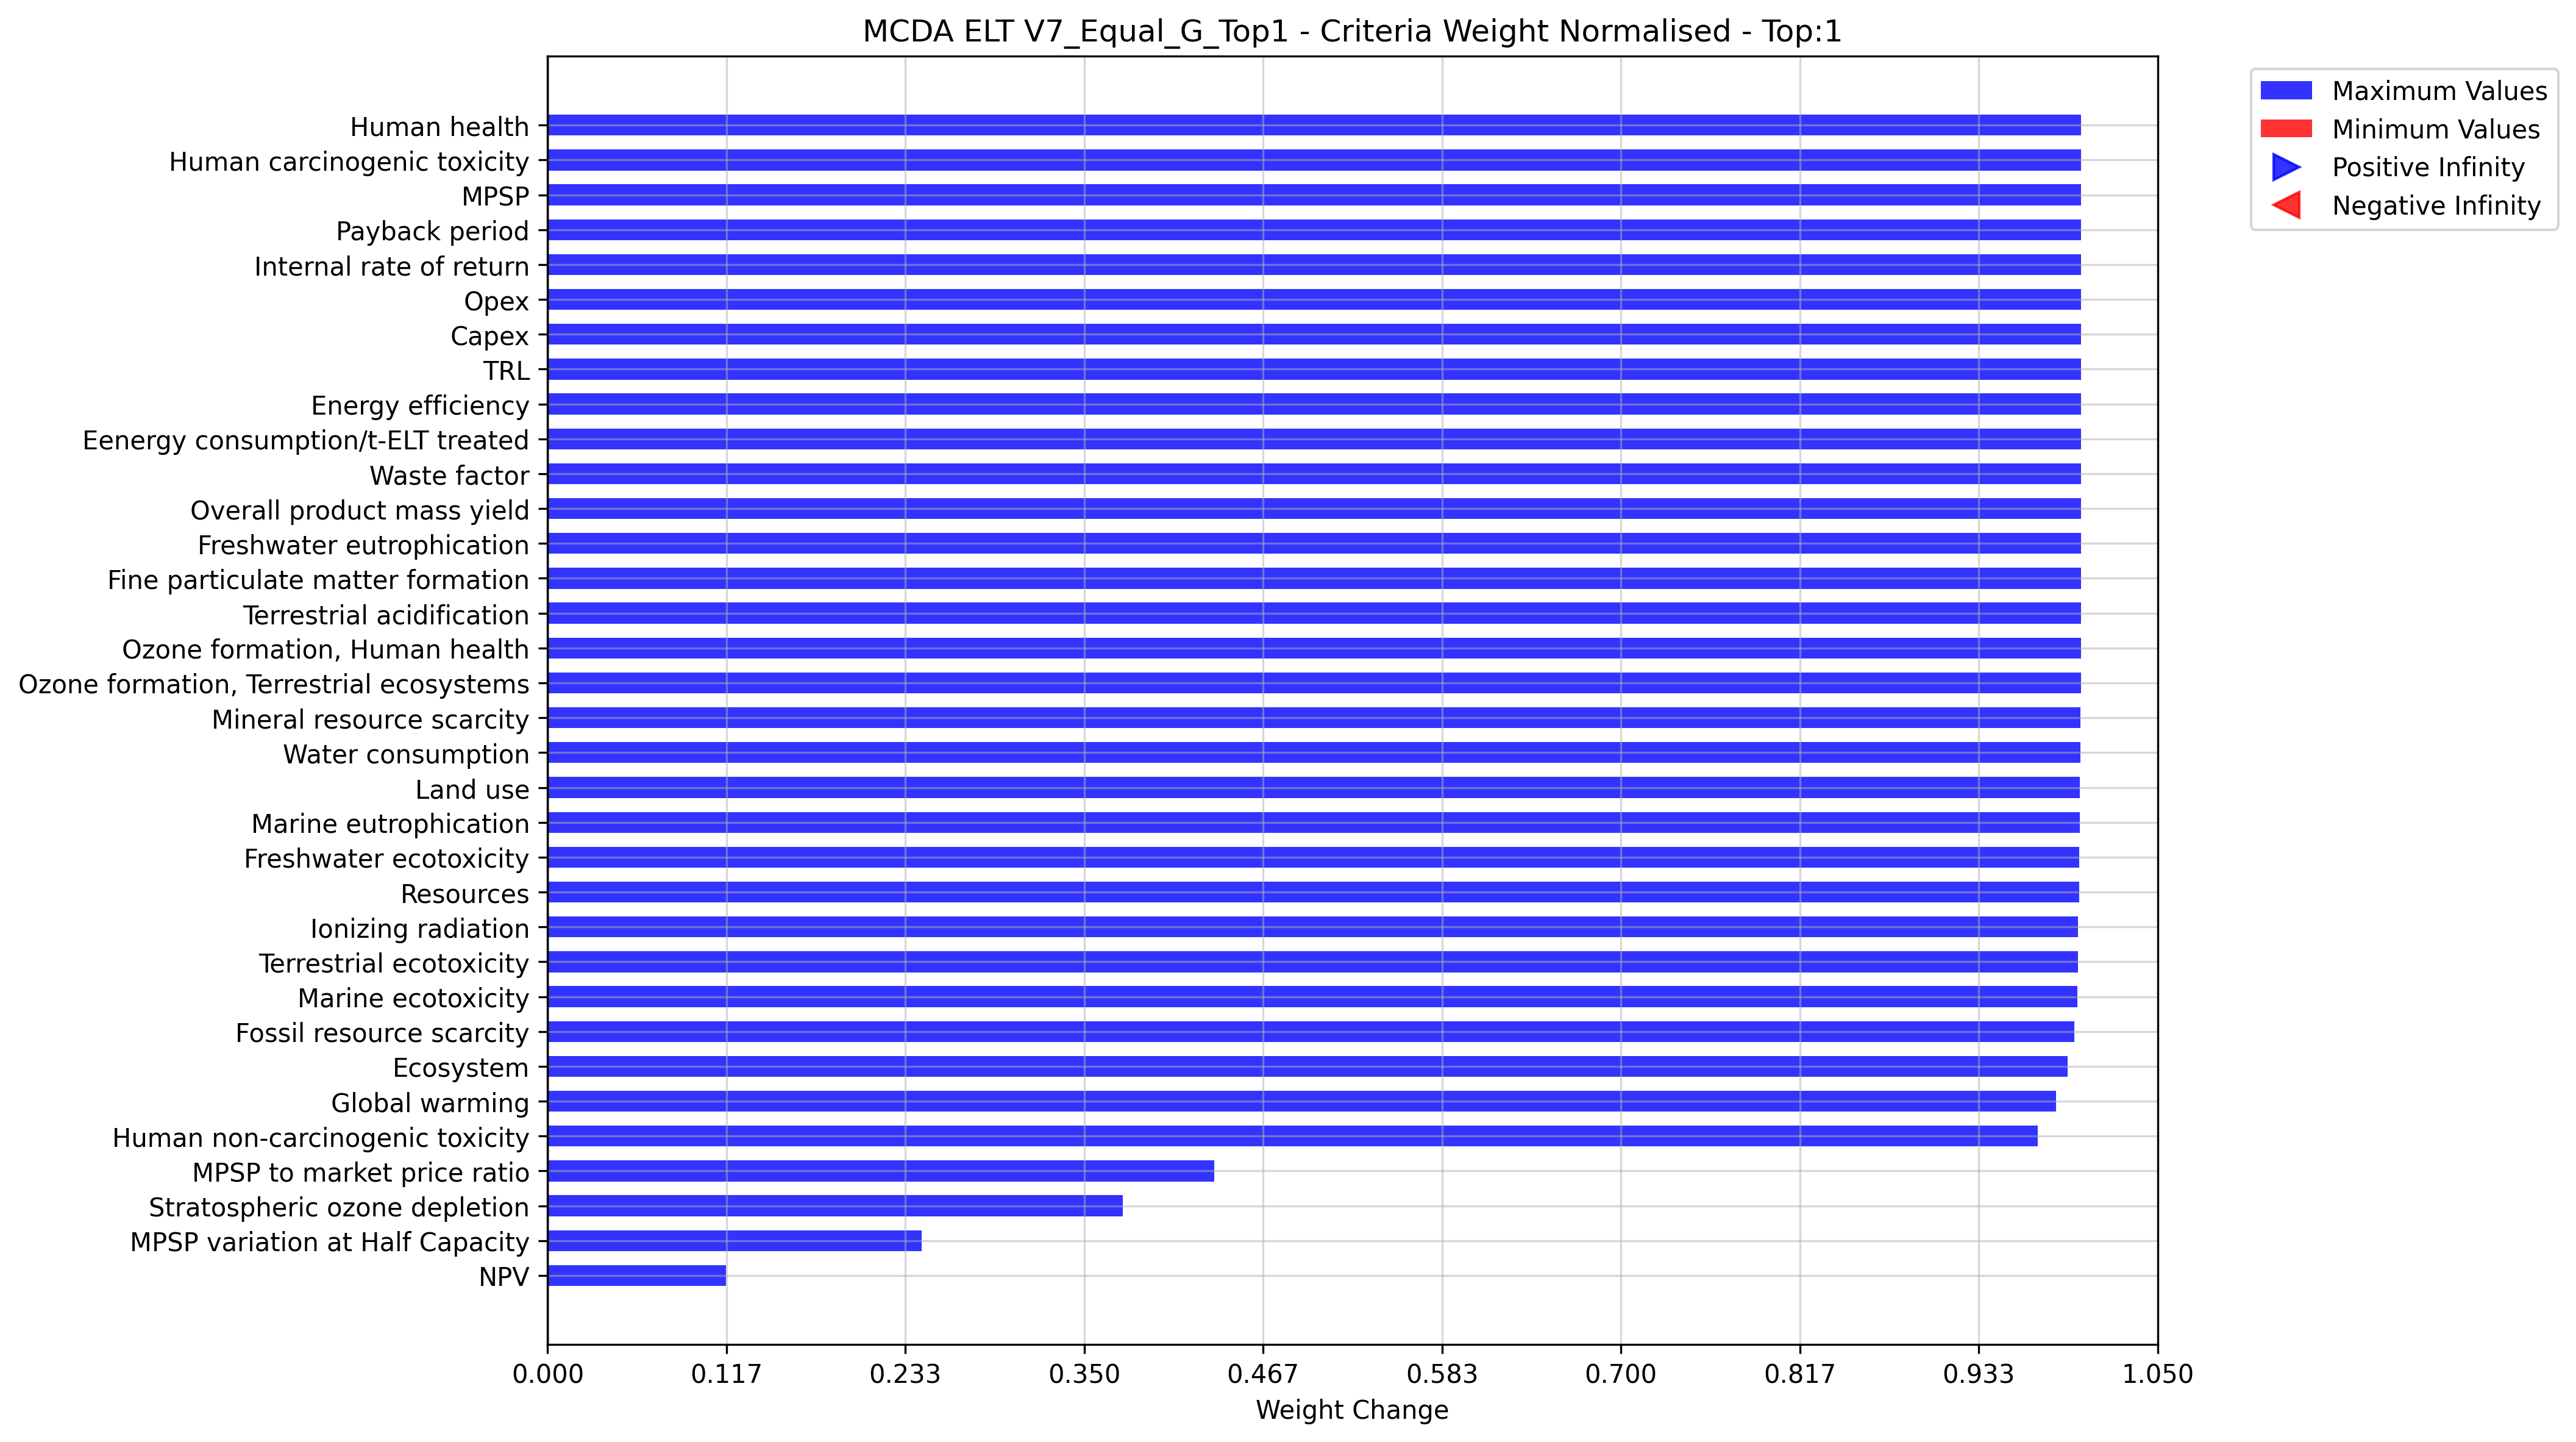 MCDA ELT V7_Equal_G_Top1 - Criteria Weight Normalised - Top:1
Maximum Values
Minimum Values
Positive Infinity
Negative Infinity
Human health
Human carcinogenic toxicity
MPSP
Payback period
Internal rate of return
Opex
Capex
TRL
Energy efficiency
Eenergy consumption/t-ELT treated
Waste factor
Overall product mass yield
Freshwater eutrophication
Fine particulate matter formation
Terrestrial acidification
Ozone formation, Human health
Ozone formation, Terrestrial ecosystems
Mineral resource scarcity
Water consumption
Land use
Marine eutrophication
Freshwater ecotoxicity
Resources
Ionizing radiation
Terrestrial ecotoxicity
Marine ecotoxicity
Fossil resource scarcity
Ecosystem
Global warming
Human non-carcinogenic toxicity
MPSP to market price ratio
Stratospheric ozone depletion
MPSP variation at Half Capacity
NPV
0.000 0.117 0.233 0.350 0.467 0.583 0.700 0.817 0.933 1.050
Weight Change